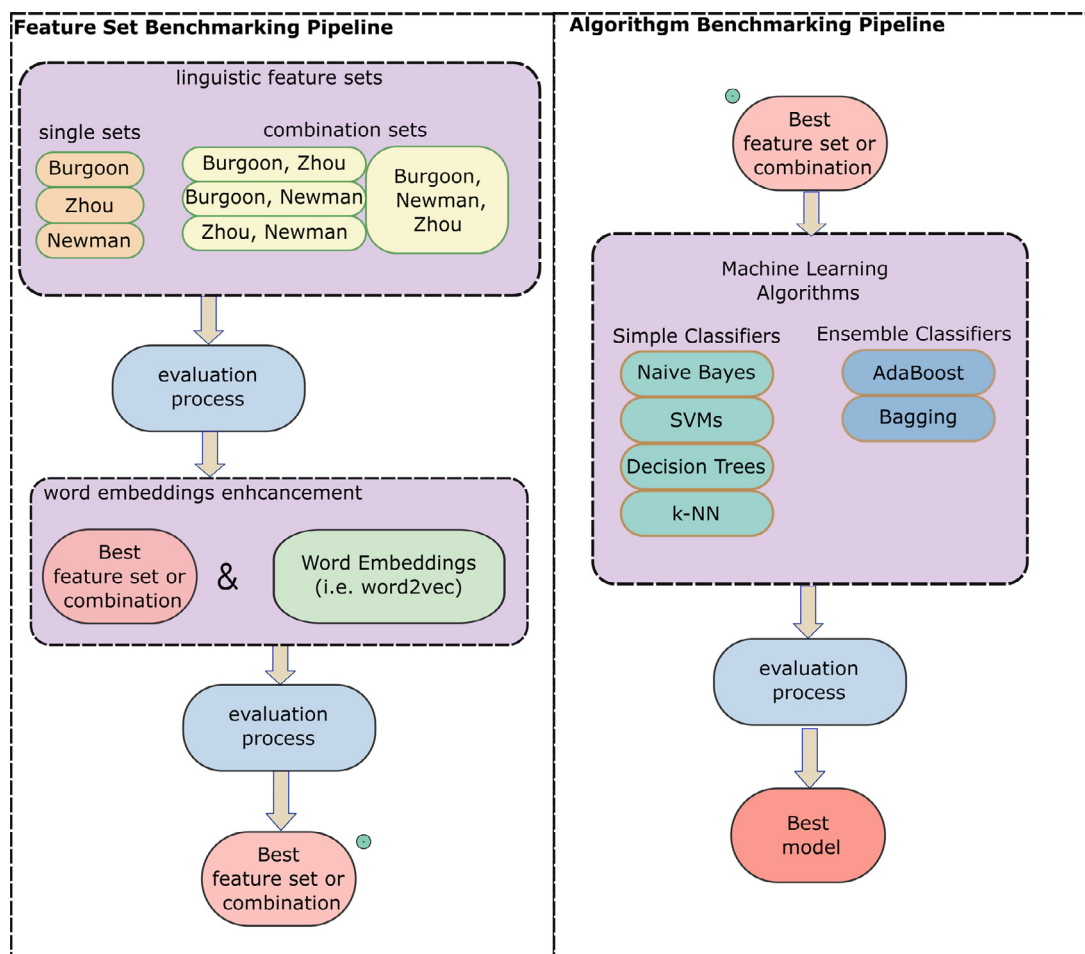 Feature Set Benchmarking Pipeline
linguistic feature sets
single sets
Burgoon
Zhou
Newman
combination sets
Burgoon, Zhou
Burgoon, Newman
Zhou, Newman
Burgoon,
Newman,
Zhou
evaluation
process
word embeddings enhcancement
Best
feature set or
combination
&
Word Embeddings
(i.e. word2vec)
evaluation
process
Best
feature set or
combination
Algorithgm Benchmarking Pipeline
Best
feature set or
combination
Machine Learning
Algorithms
Simple Classifiers
Naive Bayes
SVMs
Decision Trees
k-NN
Ensemble Classifiers
AdaBoost
Bagging
evaluation
process
Best
model